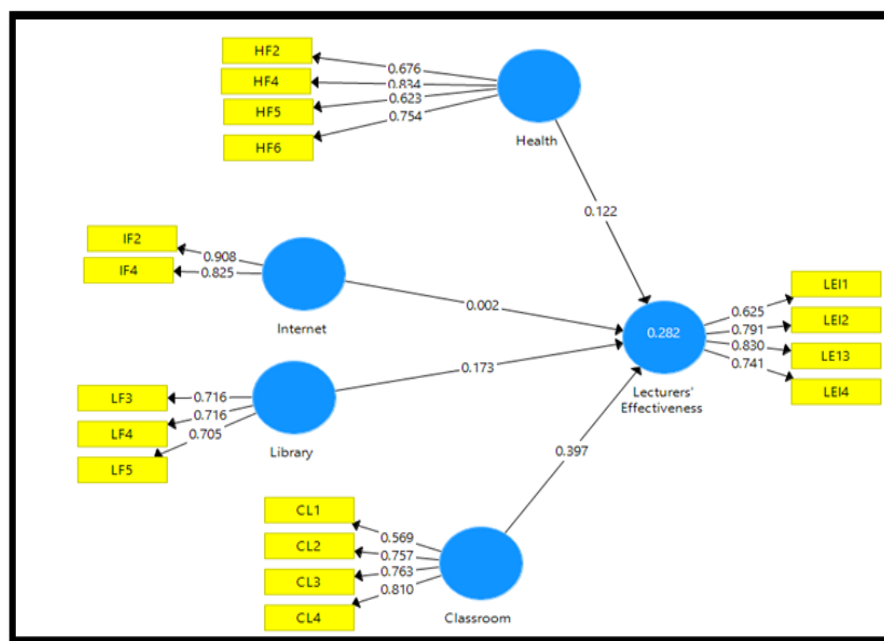 HF2
HF4
HF5
HF6
0.676
0.834
0.623
0.754
Health
0.122
IF2
IF4
0.908
0.825
Internet
0.002
LF3
LF4
LF5
0.716
0.716
0.705
Library
0.173
CL1
CL2
CL3
CL4
0.569
0.757
0.763
0.810
Classroom
0.397
0.282
Lecturers'
Effectiveness
0.625
0.791
0.830
0.741
LEI1
LEI2
LE13
LEI4